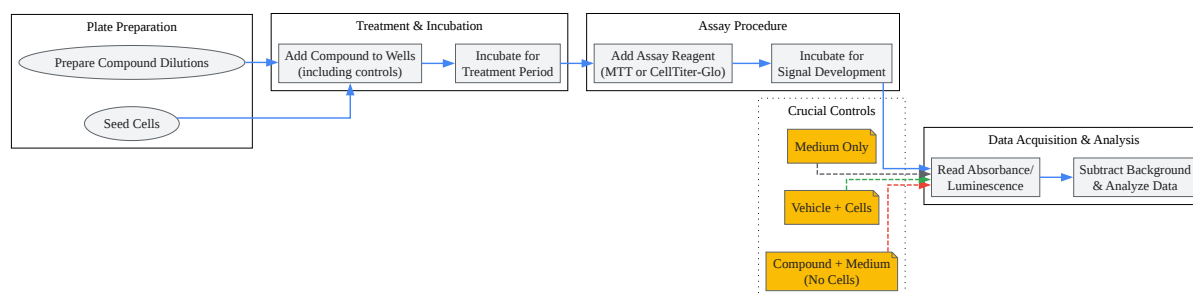 Plate Preparation
Prepare Compound Dilutions
Seed Cells
Treatment & Incubation
Add Compound to Wells
(including controls)
Incubate for
Treatment Period
Assay Procedure
Add Assay Reagent
(MTT or CellTiter-Glo)
Incubate for
Signal Development
Crucial Controls
Medium Only
Vehicle + Cells
Compound + Medium
(No Cells)
Data Acquisition & Analysis
Read Absorbance/
Luminescence
Subtract Background
& Analyze Data